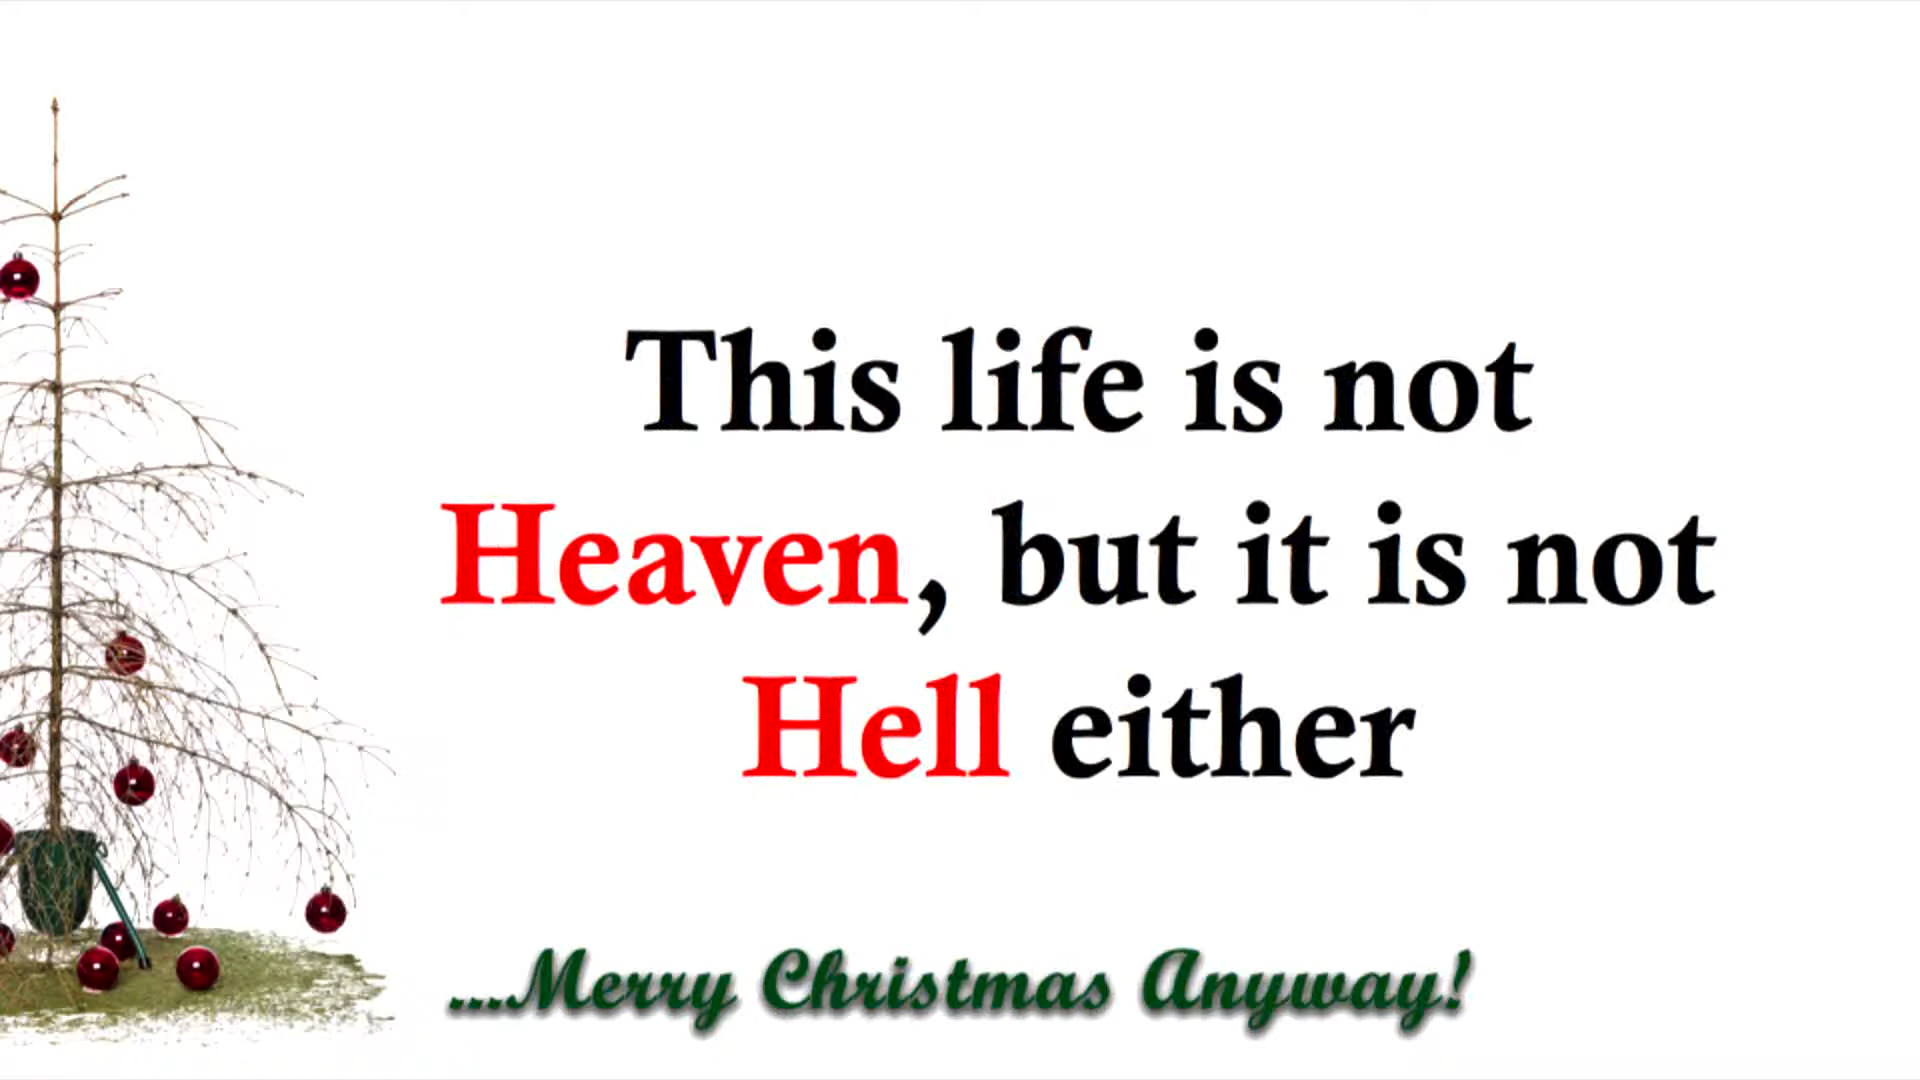 This life is not
Heaven, but it is not
Hell either
....Merry Christmas Anyway!